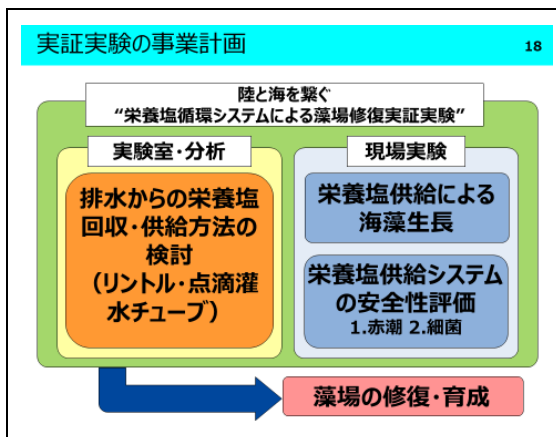 実証実験の事業計画
18
陸と海を繋ぐ
“栄養塩循環システムによる藻場修復実証実験”
実験室・分析
排水からの栄養塩
回収・供給方法の
検討
（リントル・点滴灌
水チューブ）
現場実験
栄養塩供給による
海藻生長
栄養塩供給システム
の安全性評価
1.赤潮 2.細菌
藻場の修復・育成